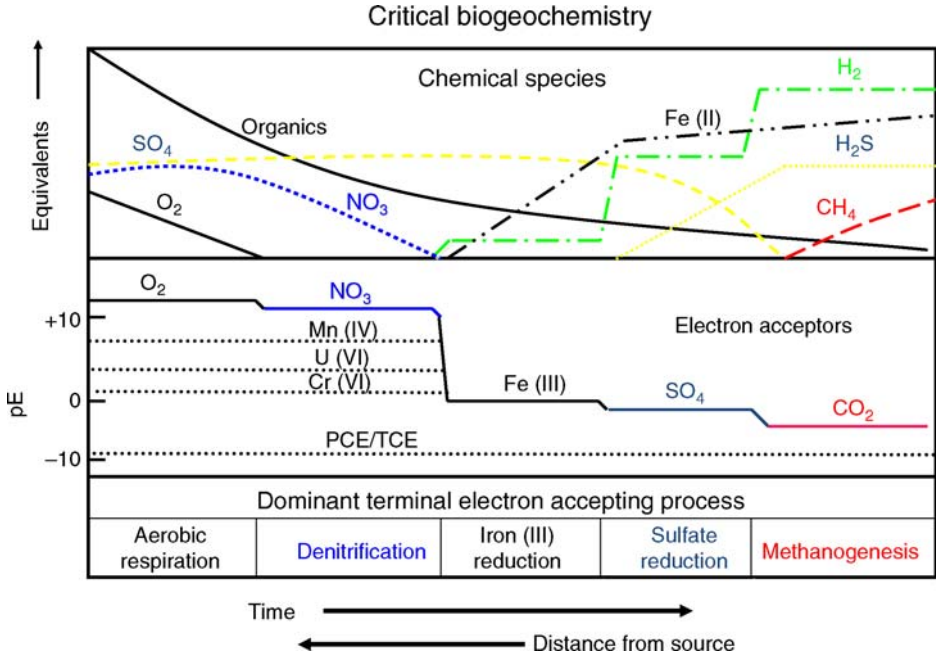 Critical biogeochemistry
Equivalents
Chemical species
H2
Fe (II)
Organics
SO4
H2S
O2
NO3
CH4
pE
O2
NO3
+10
Mn (IV)
Electron acceptors
U (VI)
Cr (VI)
0
Fe (III)
SO4
CO2
PCE/TCE
−10
Dominant terminal electron accepting process
Aerobic
respiration
Denitrification
Iron (III)
reduction
Sulfate
reduction
Methanogenesis
Time
Distance from source